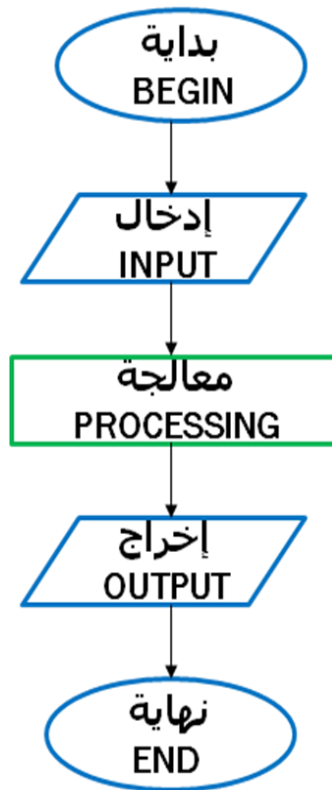 بداية
BEGIN
إدخال
INPUT
معالجة
PROCESSING
إخراج
OUTPUT
نهاية
END